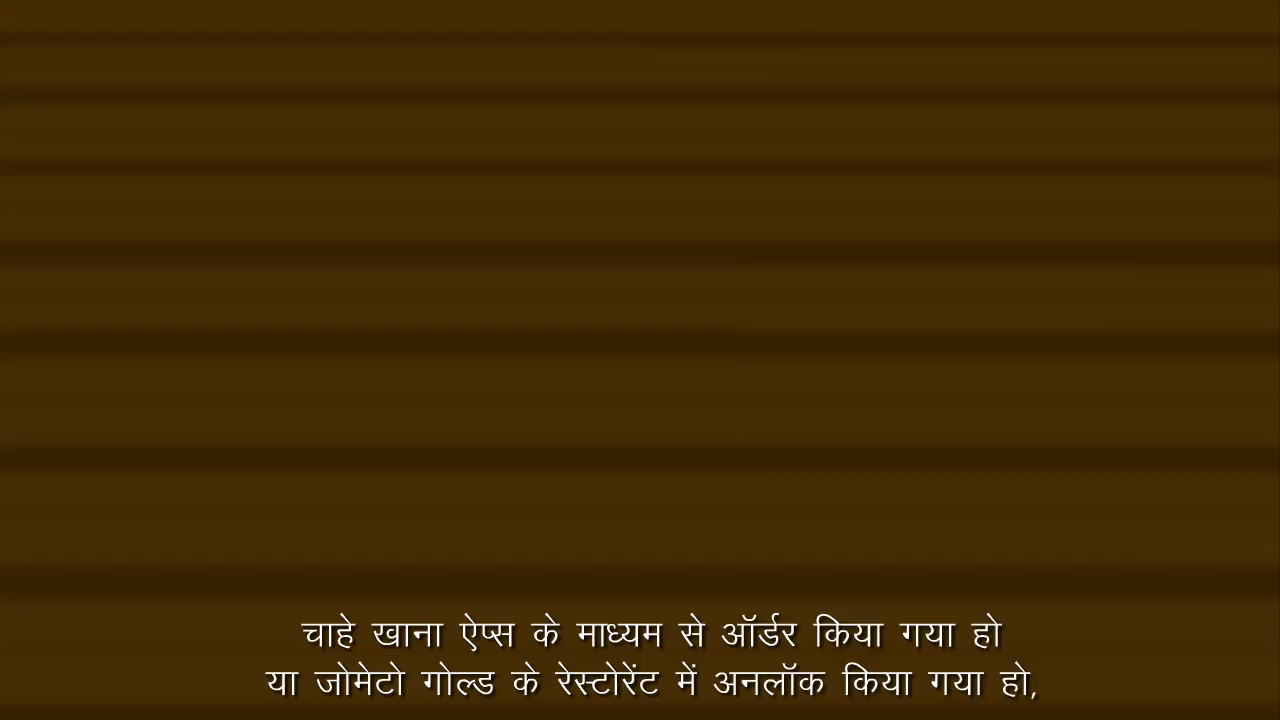 चाहे खाना ऐप्स के माध्यम से ऑर्डर किया गया हो
या जोमेटो गोल्ड के रेस्टोरेंट में अनलॉक किया गया हो,